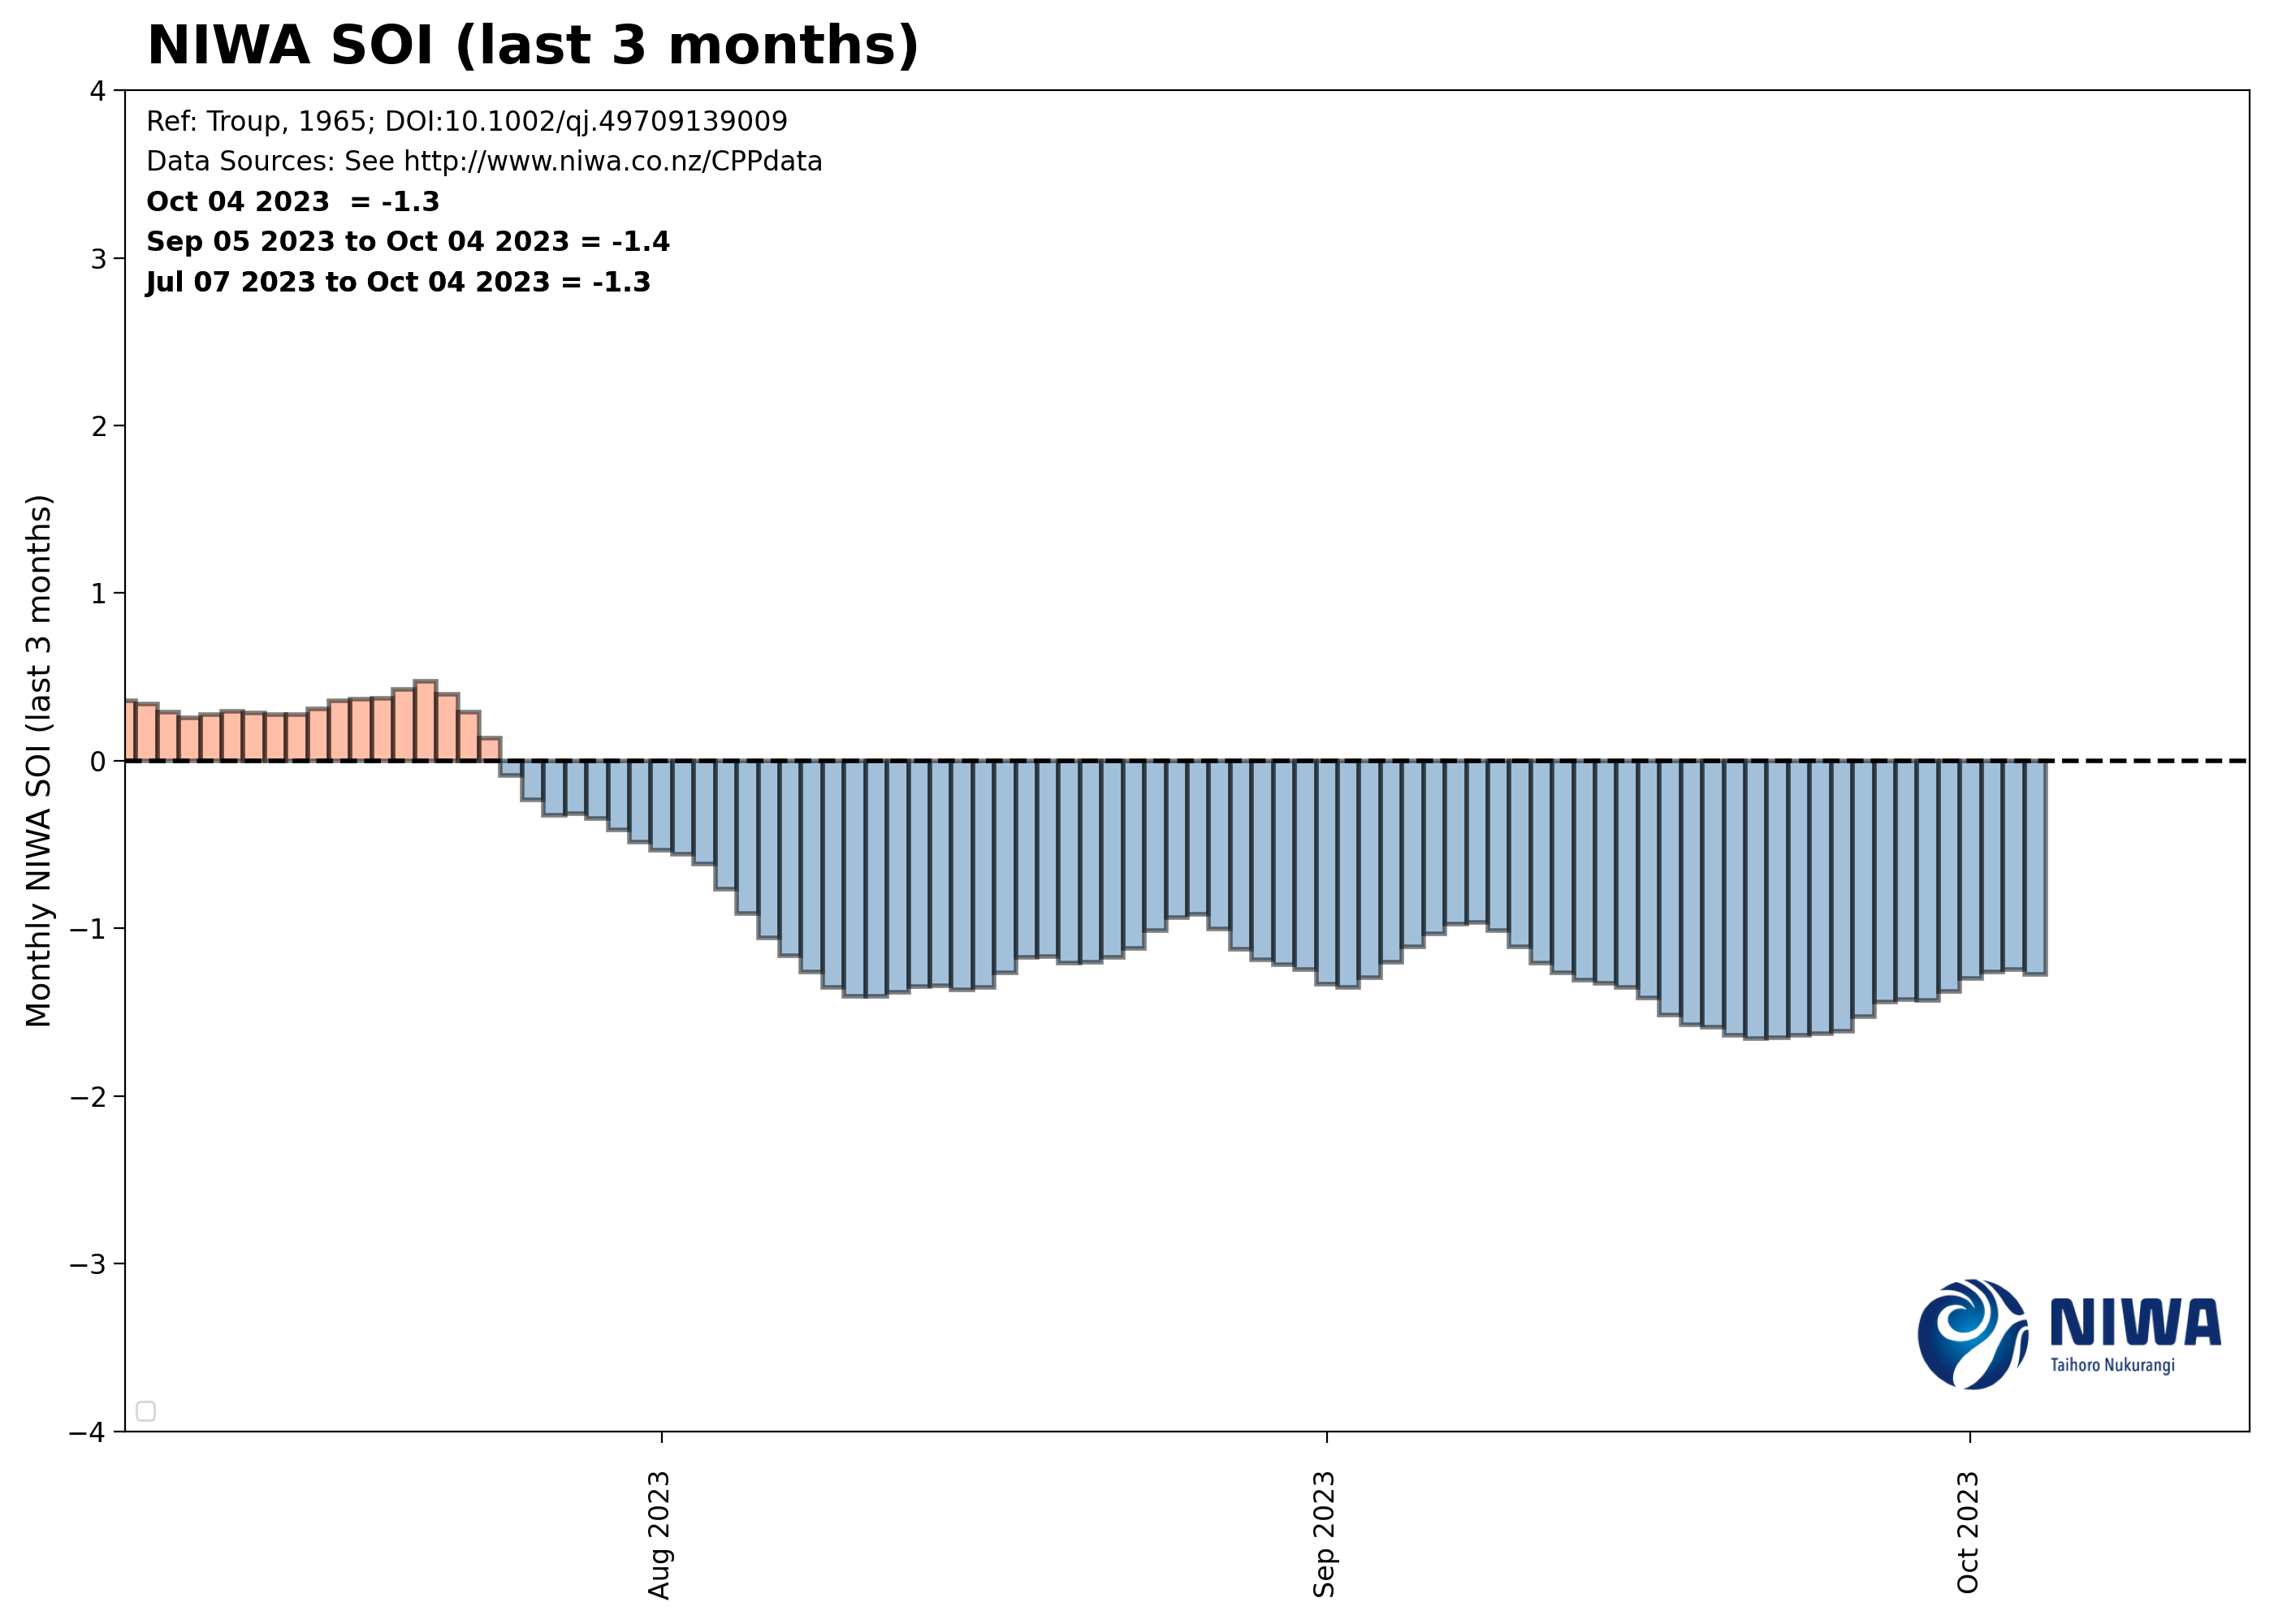 NIWA SOI (last 3 months)
Ref: Troup, 1965; DOI:10.1002/qj.49709139009
Data Sources: See http://www.niwa.co.nz/CPPdata
Oct 04 2023  = -1.3
Sep 05 2023 to Oct 04 2023 = -1.4
Jul 07 2023 to Oct 04 2023 = -1.3
Monthly NIWA SOI (last 3 months)
4
3
2
1
0
−1
−2
−3
−4
NIWA
Taihoro Nukurangi
Aug 2023
Sep 2023
Oct 2023